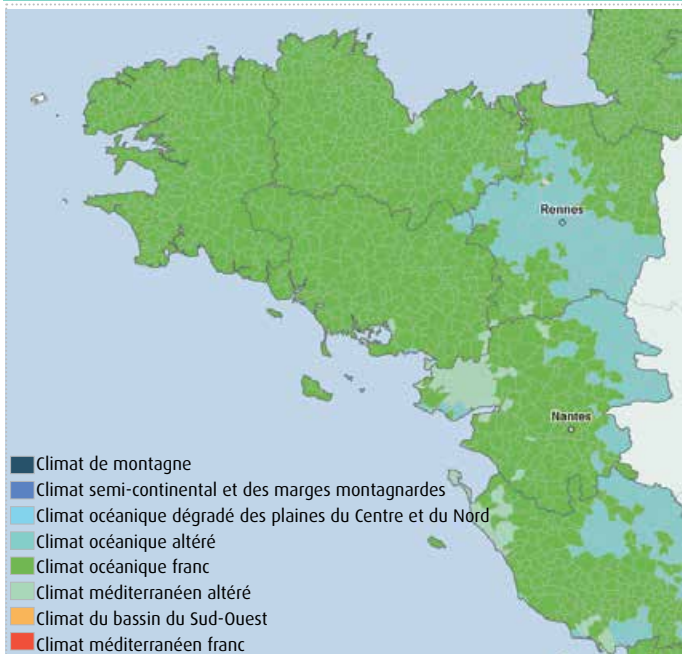 Rennes
Nantes
Climat de montagne
Climat semi-continental et des marges montagnardes
Climat océanique dégradé des plaines du Centre et du Nord
Climat océanique altéré
Climat océanique franc
Climat méditerranéen altéré
Climat du bassin du Sud-Ouest
Climat méditerranéen franc